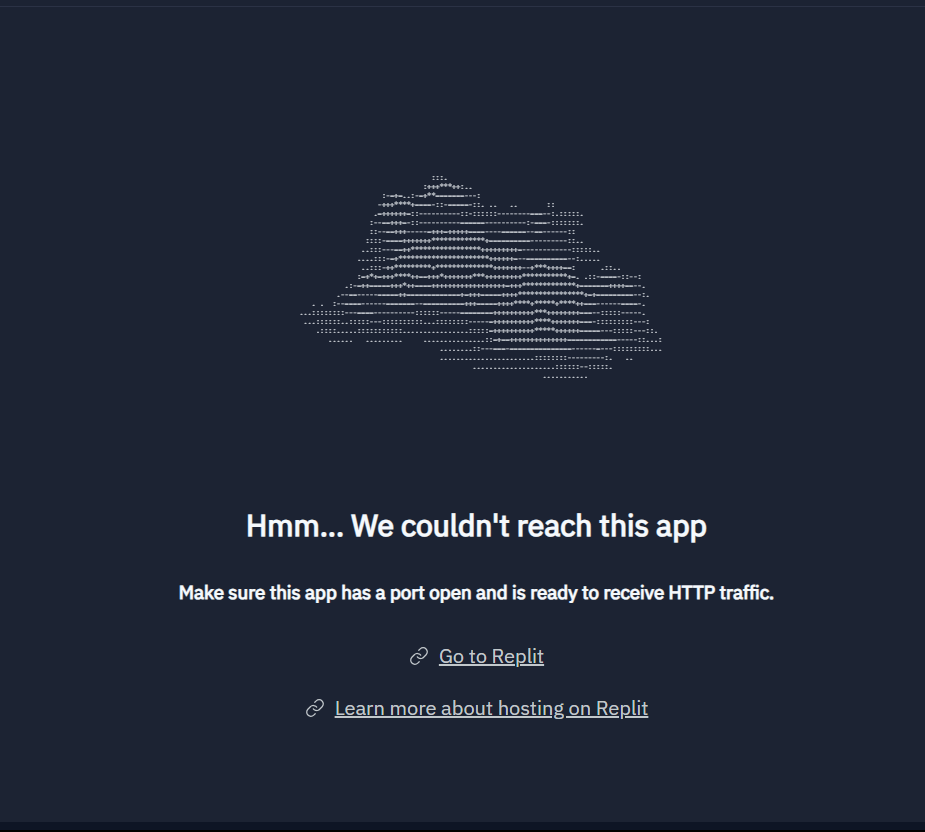 Hmm... We couldn't reach this app
Make sure this app has a port open and is ready to receive HTTP traffic.
Go to Replit
Learn more about hosting on Replit